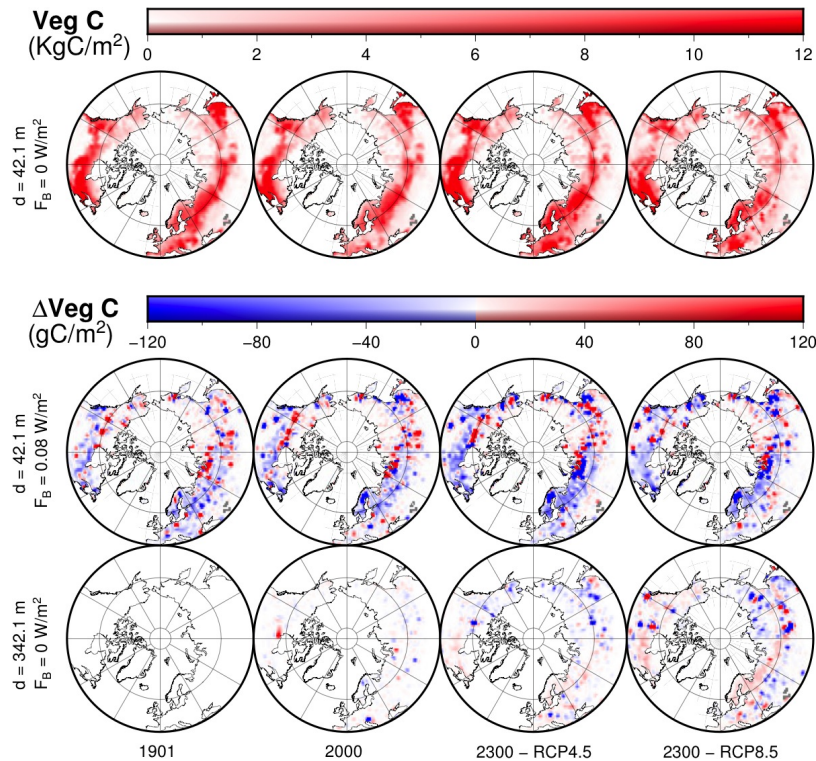 Veg C
(KgC/m²)
0 2 4 6 8 10 12
d = 42.1 m
F_B = 0 W/m²
ΔVeg C
(gC/m²)
−120 −80 −40 0 40 80 120
d = 42.1 m
F_B = 0.08 W/m²
d = 342.1 m
F_B = 0 W/m²
1901 2000 2300 − RCP4.5 2300 − RCP8.5